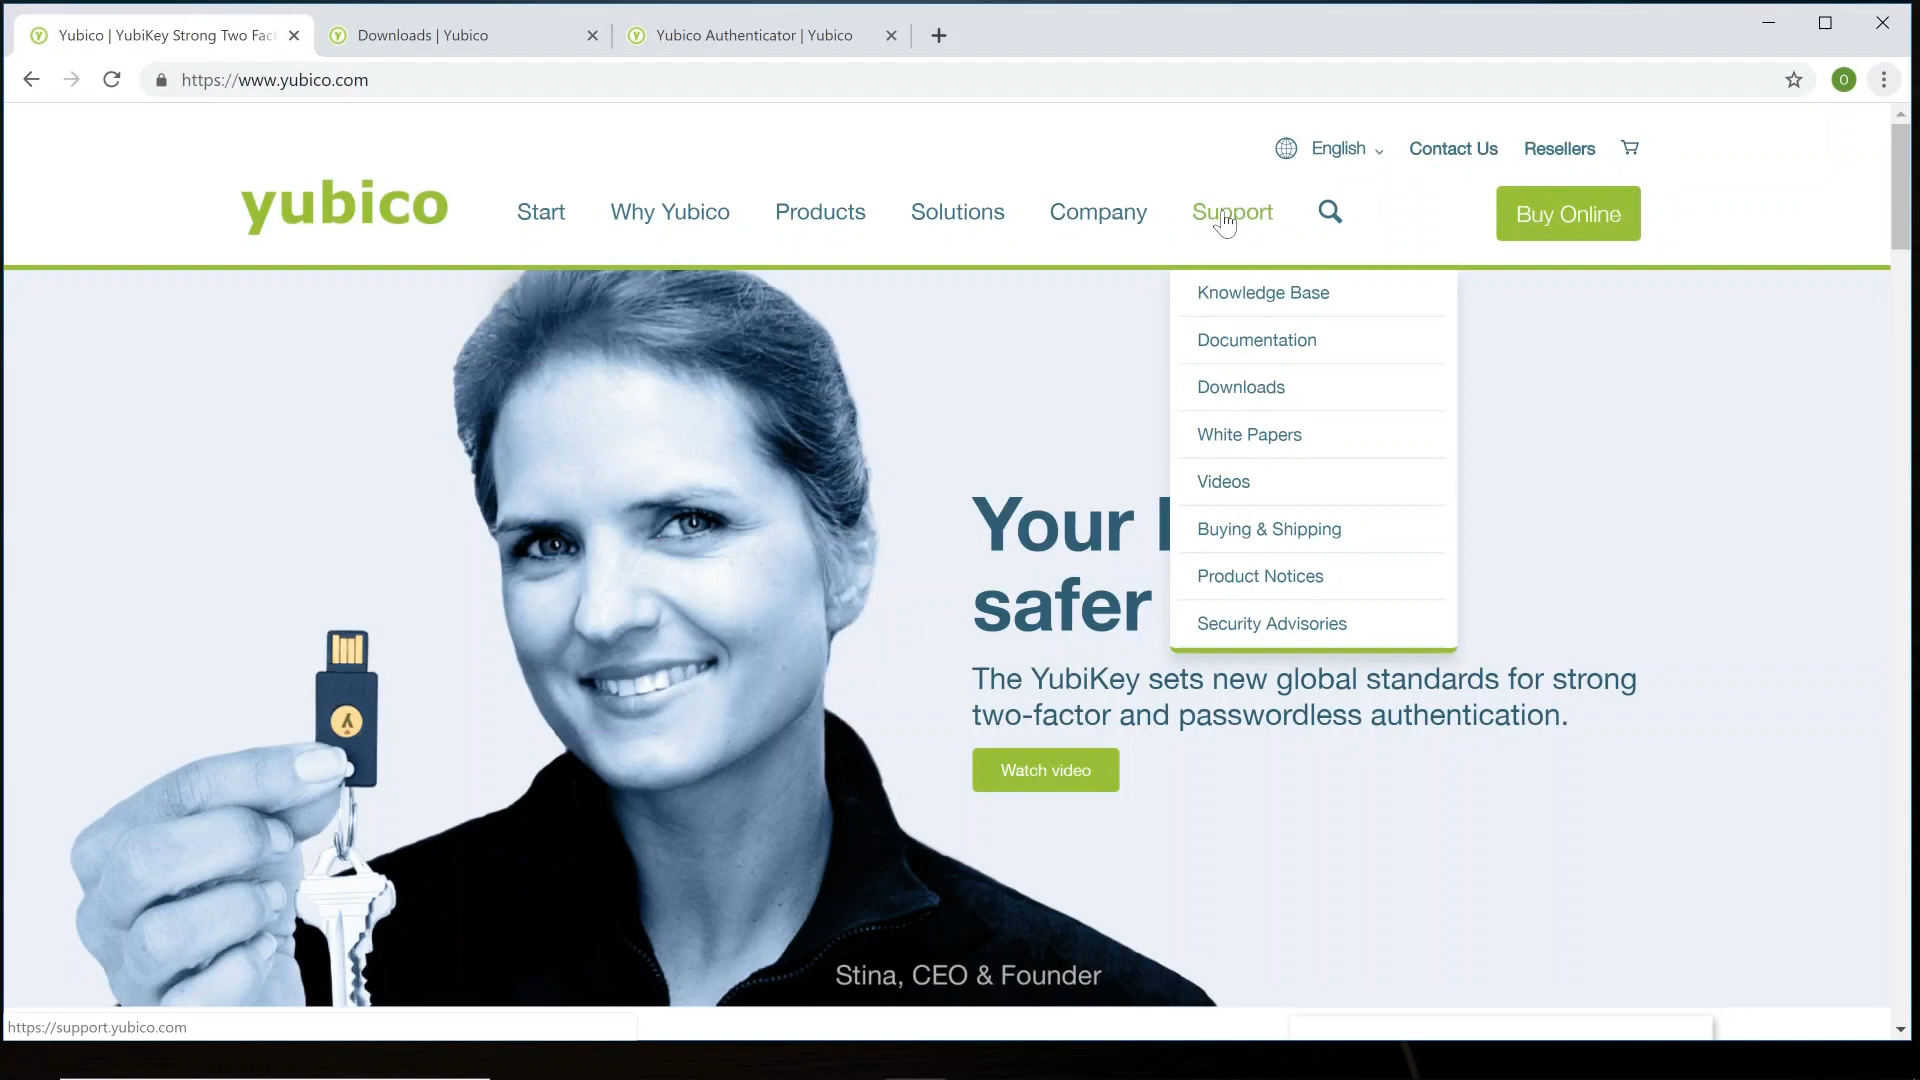 Yubico | YubiKey Strong Two Fact
Downloads | Yubico
Yubico Authenticator | Yubico
https://www.yubico.com
O
English
Contact Us
Resellers
yubico
Start
Why Yubico
Products
Solutions
Company
Support
Buy Online
Knowledge Base
Documentation
Downloads
White Papers
Videos
Buying & Shipping
Product Notices
Security Advisories
Your
safer
The YubiKey sets new global standards for strong
two-factor and passwordless authentication.
Watch video
Stina, CEO & Founder
https://support.yubico.com